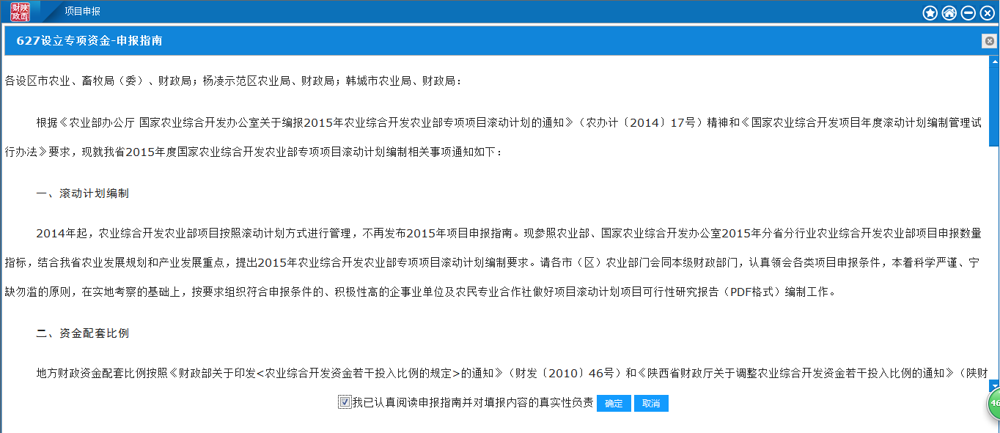 陕西财政
项目申报
627设立专项资金-申报指南
各设区市农业、畜牧局（委）、财政局；杨凌示范区农业局、财政局；韩城市农业局、财政局：
根据《农业部办公厅 国家农业综合开发办公室关于编报2015年农业综合开发农业部专项项目滚动计划的通知》（农办计〔2014〕17号）精神和《国家农业综合开发项目年度滚动计划编制管理试
行办法》要求，现就我省2015年度国家农业综合开发农业部专项项目滚动计划编制相关事项通知如下：
一、滚动计划编制
2014年起，农业综合开发农业部项目按照滚动计划方式进行管理，不再发布2015年项目申报指南。现参照农业部、国家农业综合开发办公室2015年分省分行业农业综合开发农业部项目申报数量
指标，结合我省农业发展规划和产业发展重点，提出2015年农业综合开发农业部专项项目滚动计划编制要求。请各市（区）农业部门会同本级财政部门，认真领会各类项目申报条件，本着科学严谨、宁
缺勿滥的原则，在实地考察的基础上，按要求组织符合申报条件的、积极性高的企事业单位及农民专业合作社做好项目滚动计划项目可行性研究报告（PDF格式）编制工作。
二、资金配套比例
地方财政资金配套比例按照《财政部关于印发<农业综合开发资金若干投入比例的规定>的通知》（财发〔2010〕46号）和《陕西省财政厅关于调整农业综合开发资金若干投入比例的通知》（陕财
我已认真阅读申报指南并对填报内容的真实性负责 确定 取消
46